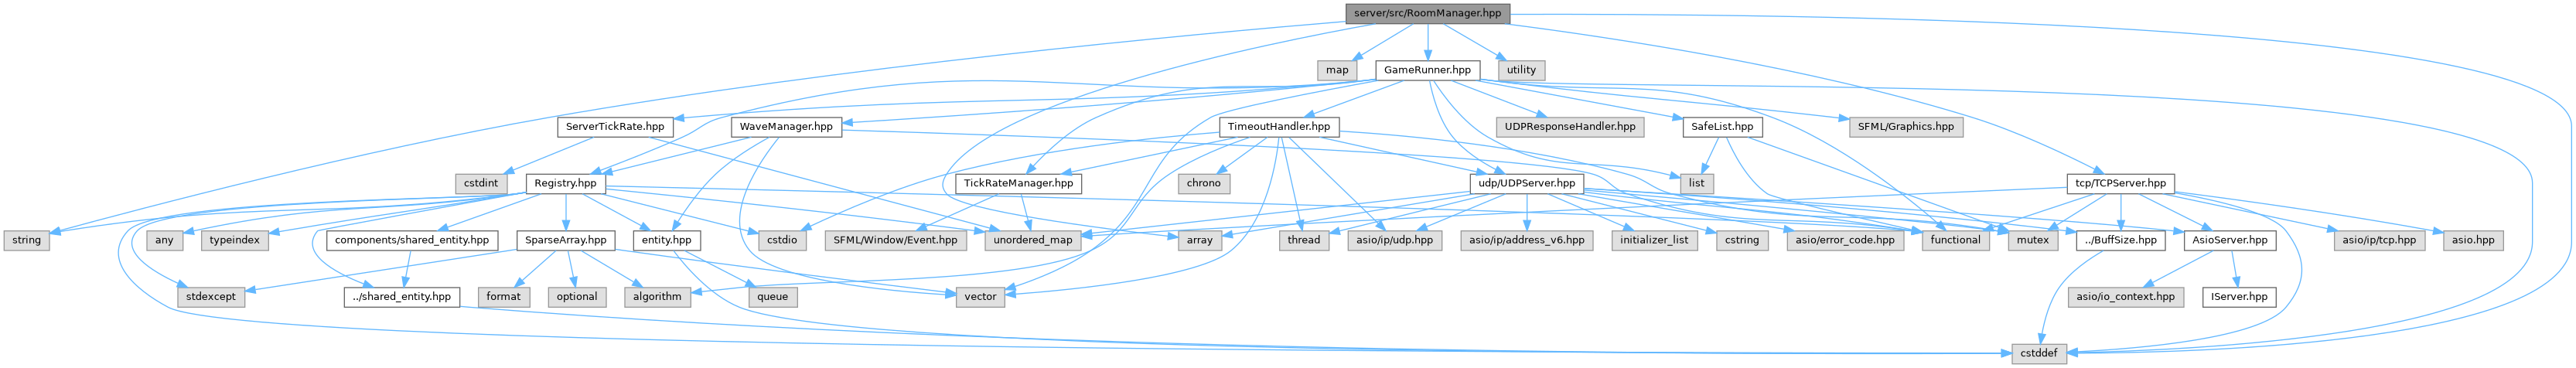 server/src/RoomManager.hpp
map
GameRunner.hpp
utility
ServerTickRate.hpp
WaveManager.hpp
TimeoutHandler.hpp
UDPResponseHandler.hpp
SafeList.hpp
SFML/Graphics.hpp
cstdint
Registry.hpp
TickRateManager.hpp
chrono
udp/UDPServer.hpp
list
tcp/TCPServer.hpp
string
any
typeindex
components/shared_entity.hpp
SparseArray.hpp
entity.hpp
cstdio
SFML/Window/Event.hpp
unordered_map
array
thread
asio/ip/udp.hpp
asio/ip/address_v6.hpp
initializer_list
cstring
asio/error_code.hpp
functional
mutex
../BuffSize.hpp
AsioServer.hpp
asio/ip/tcp.hpp
asio.hpp
stdexcept
../shared_entity.hpp
format
optional
algorithm
queue
vector
asio/io_context.hpp
IServer.hpp
cstddef